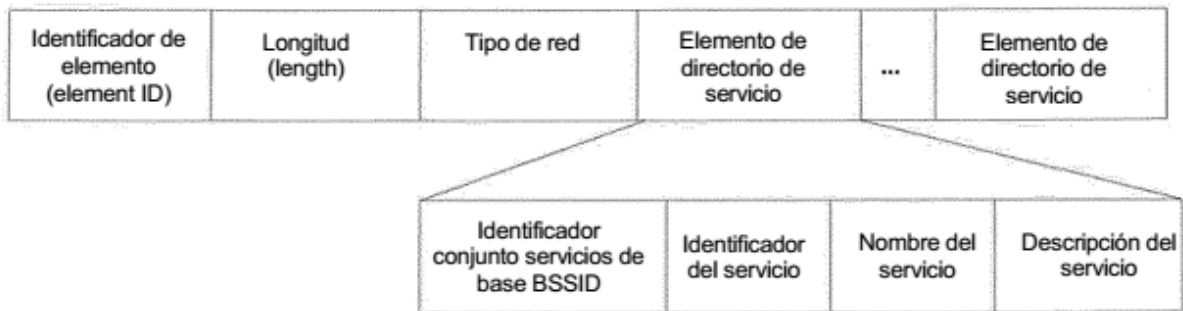 Identificador de
elemento
(element ID)
Longitud
(length)
Tipo de red
Elemento de
directorio de
servicio
...
Elemento de
directorio de
servicio
Identificador
conjunto servicios de
base BSSID
Identificador
del servicio
Nombre del
servicio
Descripción del
servicio